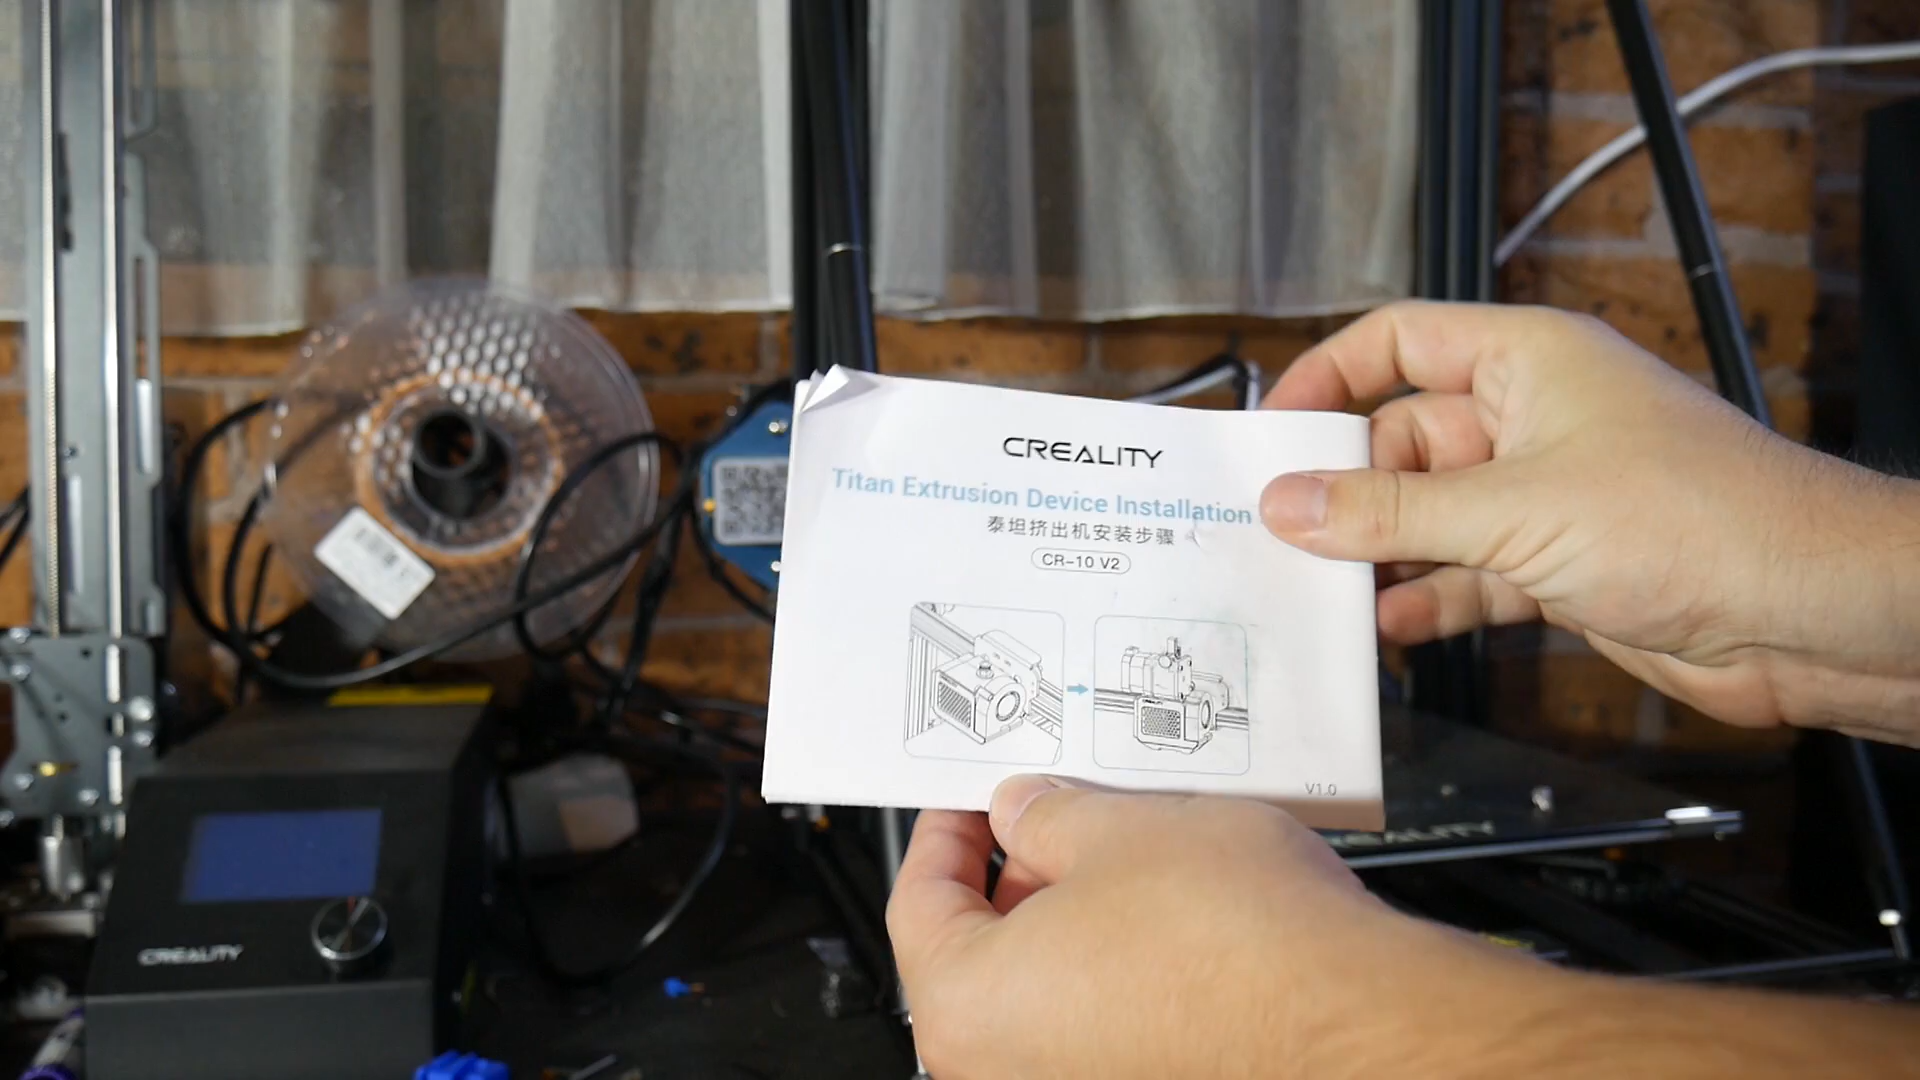 CREALITY
Titan Extrusion Device Installation
泰坦挤出机安装步骤
CR-10 V2
V1.0
CREALITY
CREALITY